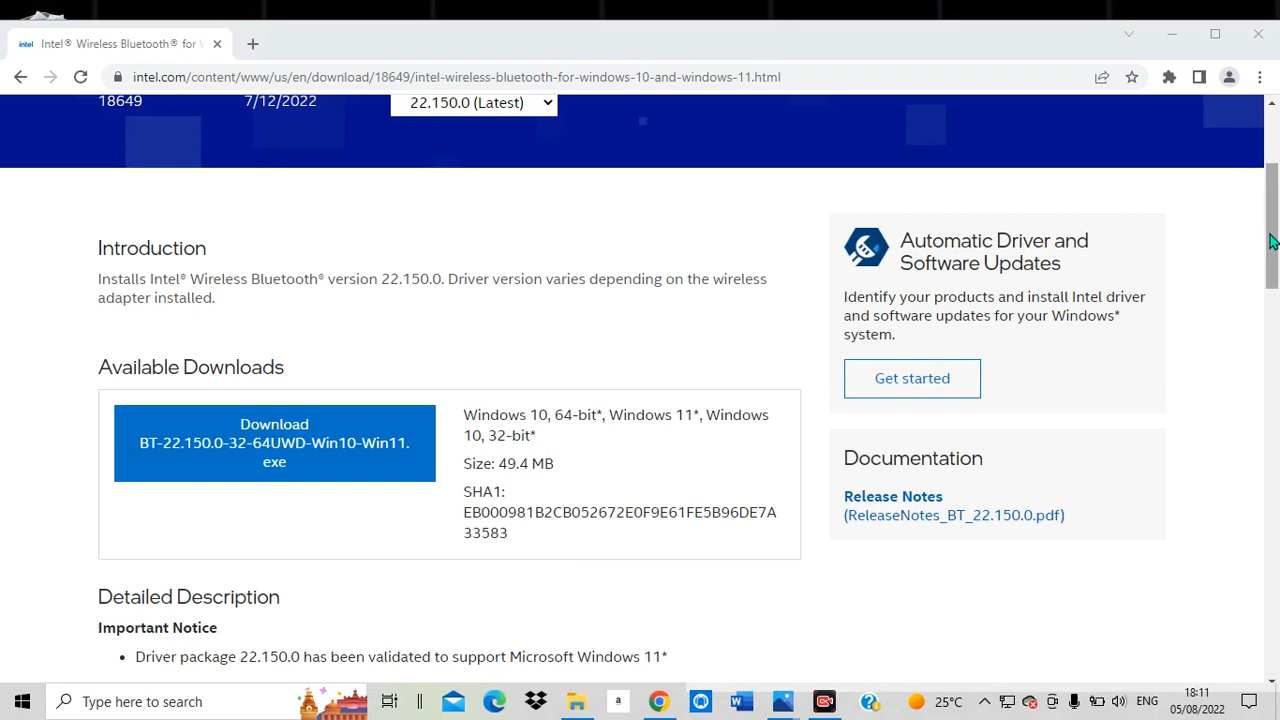 intel Intel® Wireless Bluetooth® for W
intel.com/content/www/us/en/download/18649/intel-wireless-bluetooth-for-windows-10-and-windows-11.html
18649 7/12/2022 22.150.0 (Latest)
Introduction
Installs Intel® Wireless Bluetooth® version 22.150.0. Driver version varies depending on the wireless
adapter installed.
Available Downloads
Download
BT-22.150.0-32-64UWD-Win10-Win11.
exe
Windows 10, 64-bit*, Windows 11*, Windows
10, 32-bit*
Size: 49.4 MB
SHA1:
EB000981B2CB052672E0F9E61FE5B96DE7A
33583
Detailed Description
Important Notice
• Driver package 22.150.0 has been validated to support Microsoft Windows 11*
Automatic Driver and
Software Updates
Identify your products and install Intel driver
and software updates for your Windows*
system.
Get started
Documentation
Release Notes
(ReleaseNotes_BT_22.150.0.pdf)
Type here to search
a
25°C
ENG
18:11
05/08/2022